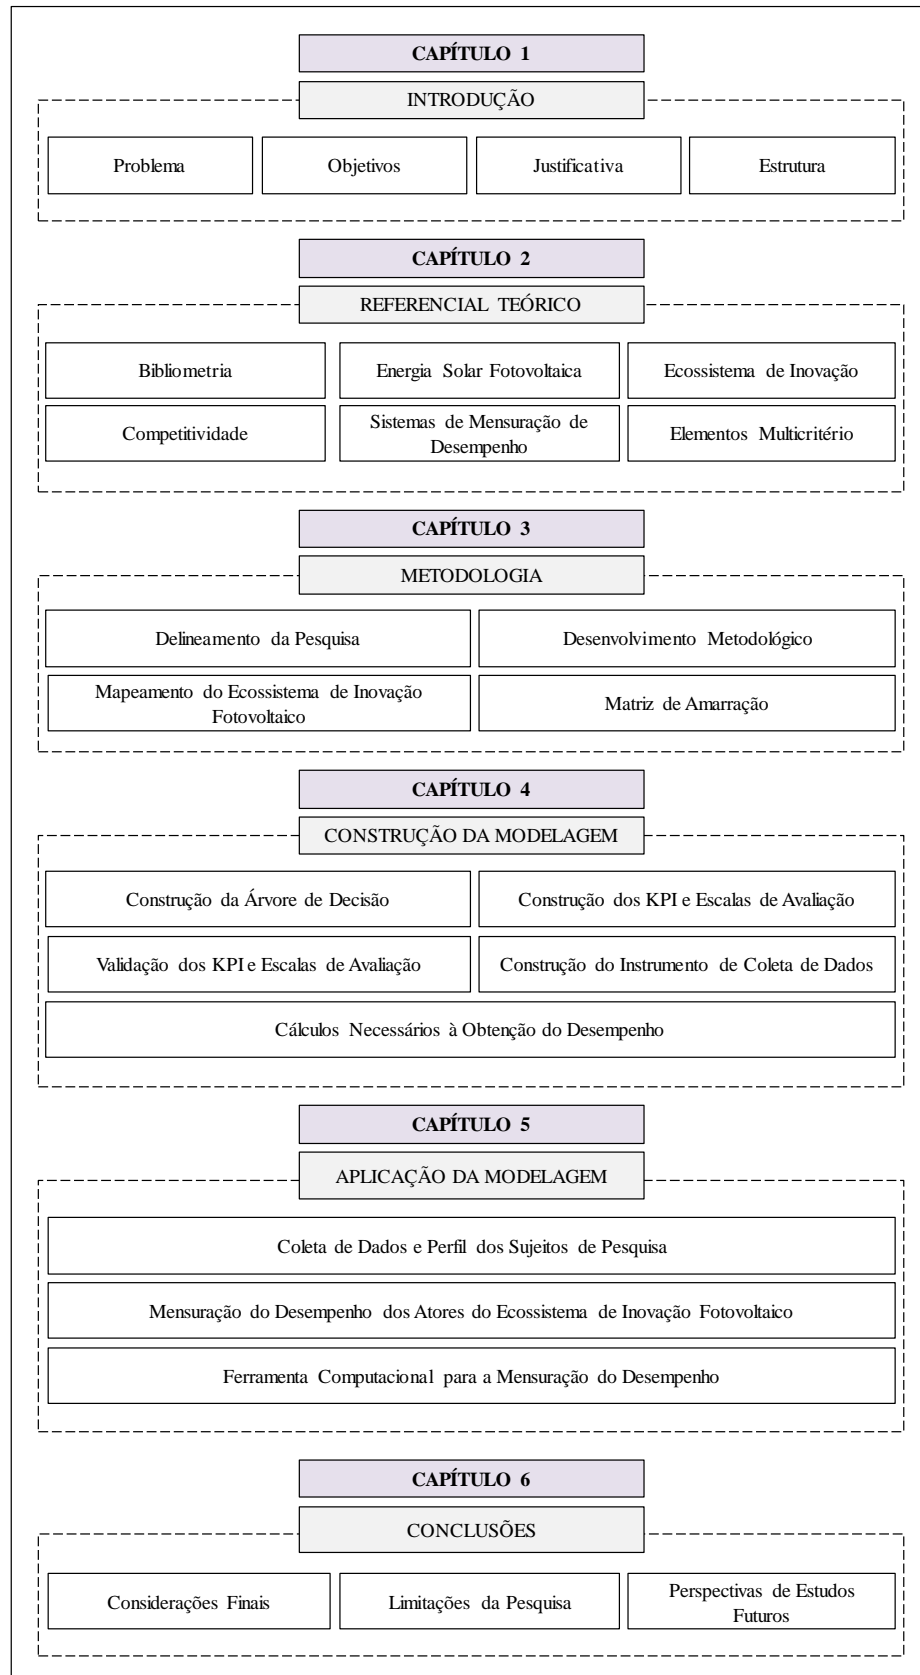 CAPÍTULO 1
INTRODUÇÃO
Problema
Objetivos
Justificativa
Estrutura
CAPÍTULO 2
REFERENCIAL TEÓRICO
Bibliometria
Energia Solar Fotovoltaica
Ecossistema de Inovação
Competitividade
Sistemas de Mensuração de
Desempenho
Elementos Multicritério
CAPÍTULO 3
METODOLOGIA
Delineamento da Pesquisa
Desenvolvimento Metodológico
Mapeamento do Ecossistema de Inovação
Fotovoltaico
Matriz de Amarração
CAPÍTULO 4
CONSTRUÇÃO DA MODELAGEM
Construção da Árvore de Decisão
Construção dos KPI e Escalas de Avaliação
Validação dos KPI e Escalas de Avaliação
Construção do Instrumento de Coleta de Dados
Cálculos Necessários à Obtenção do Desempenho
CAPÍTULO 5
APLICAÇÃO DA MODELAGEM
Coleta de Dados e Perfil dos Sujeitos de Pesquisa
Mensuração do Desempenho dos Atores do Ecossistema de Inovação Fotovoltaico
Ferramenta Computacional para a Mensuração do Desempenho
CAPÍTULO 6
CONCLUSÕES
Considerações Finais
Limitações da Pesquisa
Perspectivas de Estudos
Futuros